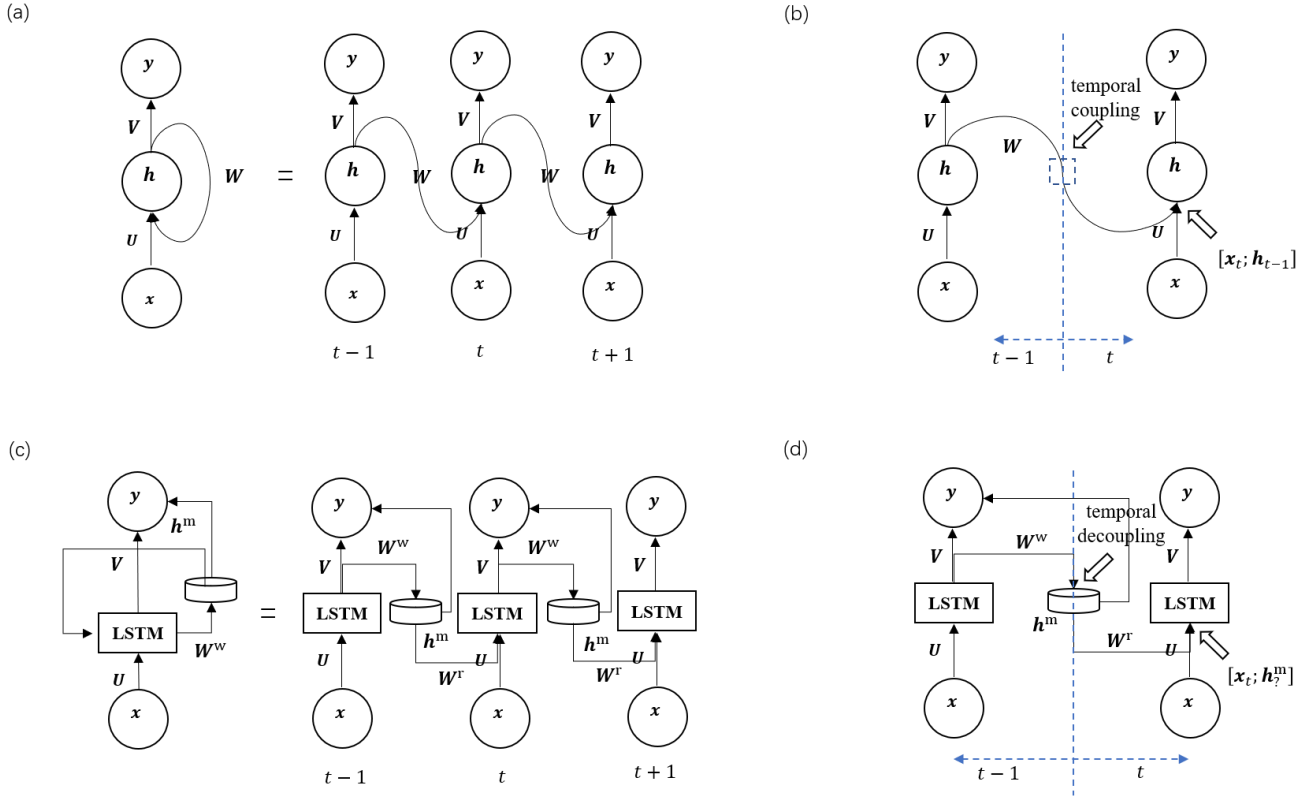 (a)
y y y y
V V V V
h h h h
W = W W
U U U U
x x x x
t − 1 t t + 1
(b)
y y
temporal
coupling
V W V
h h
U U
[x_t; h_{t−1}]
x x
t − 1 t
(c)
y y y y
h^m
V V W^w V W^w V
LSTM = LSTM LSTM LSTM
W^w h^m h^m
U U U U
W^r W^r
x x x x
t − 1 t t + 1
(d)
y y
temporal
decoupling
V W^w V
LSTM LSTM
h^m
U W^r U
[x_t; h_?^m]
x x
t − 1 t